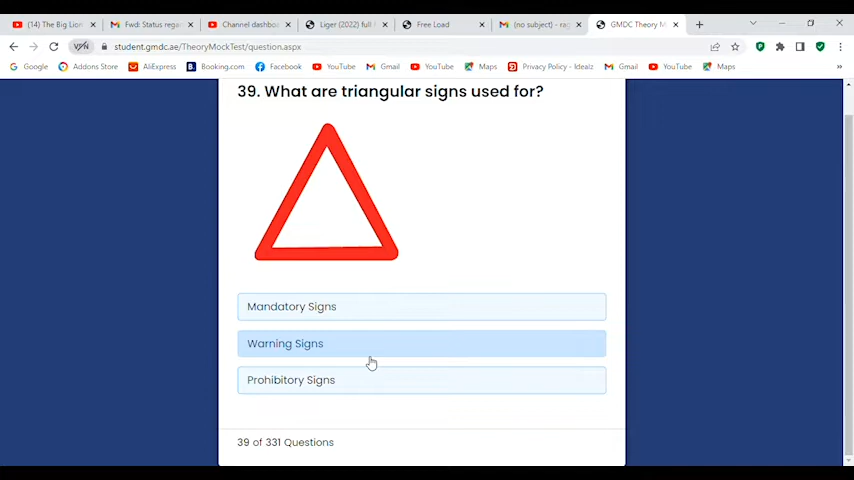 (14) The Big Lion
Fwd: Status rega
Channel dashbo
Liger (2022) full
Free Load
(no subject) - rag
GMDC Theory M
VPN
student.gmdc.ae/TheoryMockTest/question.aspx
Google
Addons Store
AliExpress
Booking.com
Facebook
YouTube
Gmail
YouTube
Maps
Privacy Policy - Idealz
Gmail
YouTube
Maps
39. What are triangular signs used for?
Mandatory Signs
Warning Signs
Prohibitory Signs
39 of 331 Questions